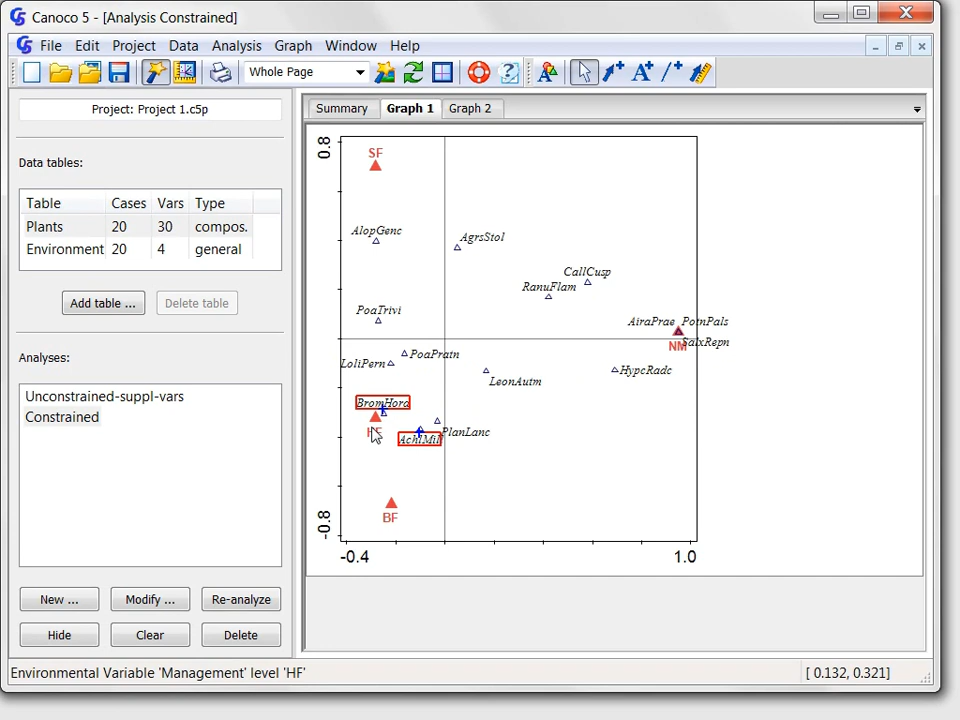 Canoco 5 - [Analysis Constrained]
File Edit Project Data Analysis Graph Window Help
Whole Page
Project: Project 1.c5p
Data tables:
Table Cases Vars Type
Plants 20 30 compos.
Environment 20 4 general
Add table ... Delete table
Analyses:
Unconstrained-suppl-vars
Constrained
New ... Modify ... Re-analyze
Hide Clear Delete
Summary Graph 1 Graph 2
0.8
SF
AlopGenc
AgrsStol
CallCusp
RanuFlam
PoaTrivi
AiraPrae PotnPals
NM SalxRepn
PoaPratn
LoliPern
HypcRadc
LeonAutm
BromHord
HF
AchlMill PlanLanc
BF
-0.8
-0.4 1.0
Environmental Variable 'Management' level 'HF' [ 0.132, 0.321]